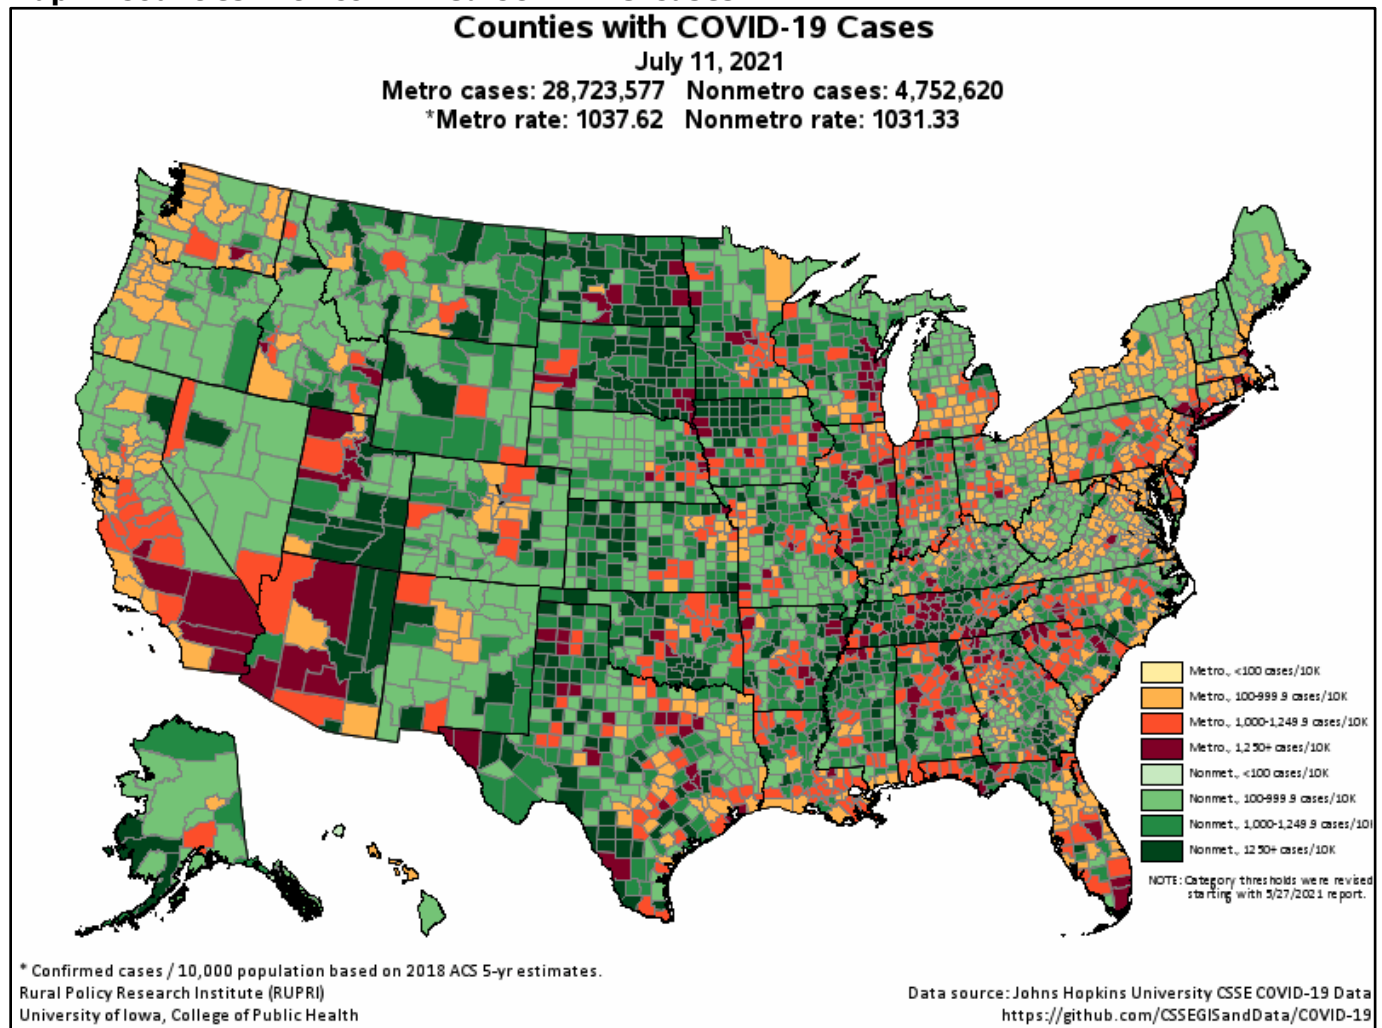 Counties with COVID-19 Cases
July 11, 2021
Metro cases: 28,723,577 Nonmetro cases: 4,752,620
*Metro rate: 1037.62 Nonmetro rate: 1031.33
Metro., <100 cases/10K
Metro., 100-999.9 cases/10K
Metro., 1,000-1,249.9 cases/10K
Metro., 1,250+ cases/10K
Nonmet., <100 cases/10K
Nonmet., 100-999.9 cases/10K
Nonmet., 1,000-1,249.9 cases/10
Nonmet., 1250+ cases/10K
NOTE: Category thresholds were revised
starting with 5/27/2021 report.
* Confirmed cases / 10,000 population based on 2018 ACS 5-yr estimates.
Rural Policy Research Institute (RUPRI)
University of Iowa, College of Public Health
Data source: Johns Hopkins University CSSE COVID-19 Data
https://github.com/CSSEGISandData/COVID-19